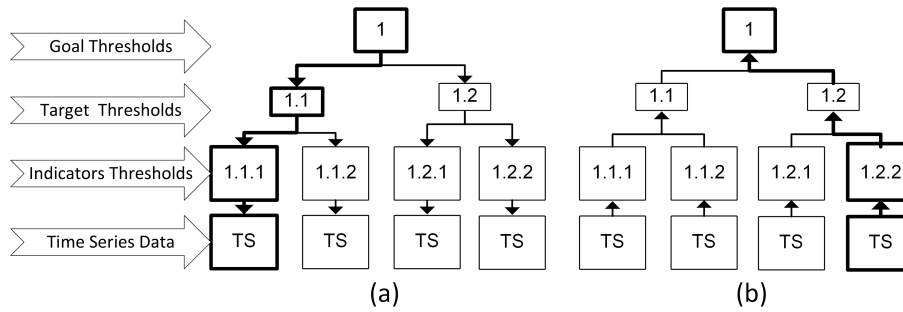 Goal Thresholds
1
1
Target  Thresholds
1.1
1.2
1.1
1.2
Indicators Thresholds
1.1.1
1.1.2
1.2.1
1.2.2
1.1.1
1.1.2
1.2.1
1.2.2
Time Series Data
TS
TS
TS
TS
TS
TS
TS
TS
(a)
(b)